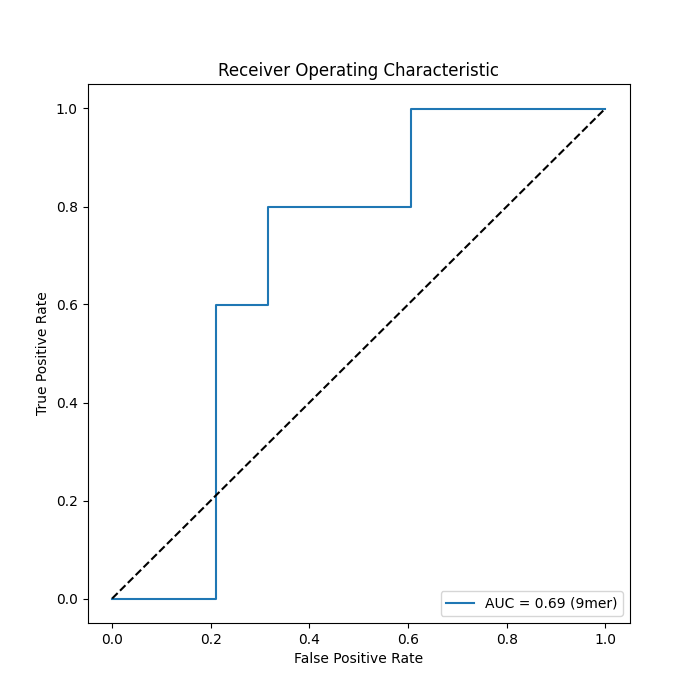 Receiver Operating Characteristic
1.0
0.8
0.6
0.4
0.2
0.0
True Positive Rate
AUC = 0.69 (9mer)
0.0 0.2 0.4 0.6 0.8 1.0
False Positive Rate